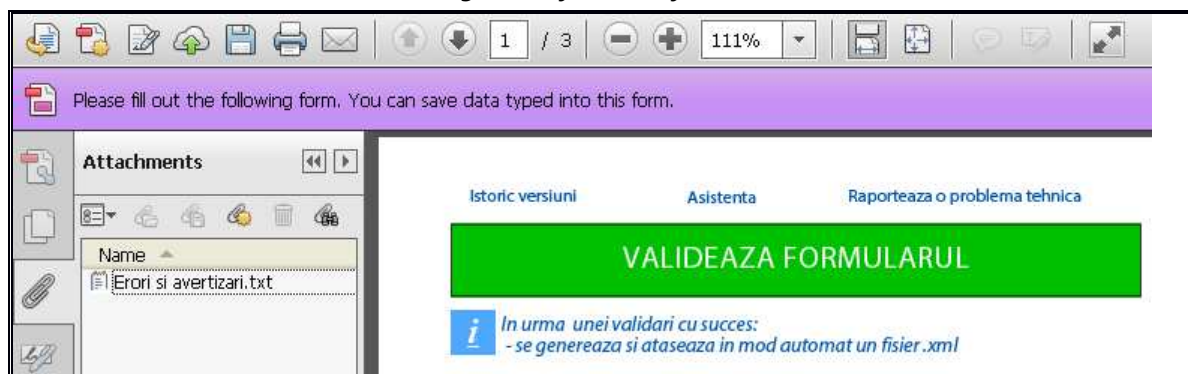 1 / 3 111%
Please fill out the following form. You can save data typed into this form.
Attachments
Name
Erori si avertizari.txt
Istoric versiuni Asistenta Raporteaza o problema tehnica
VALIDEAZA FORMULARUL
i In urma unei validari cu succes:
- se genereaza si ataseaza in mod automat un fisier .xml